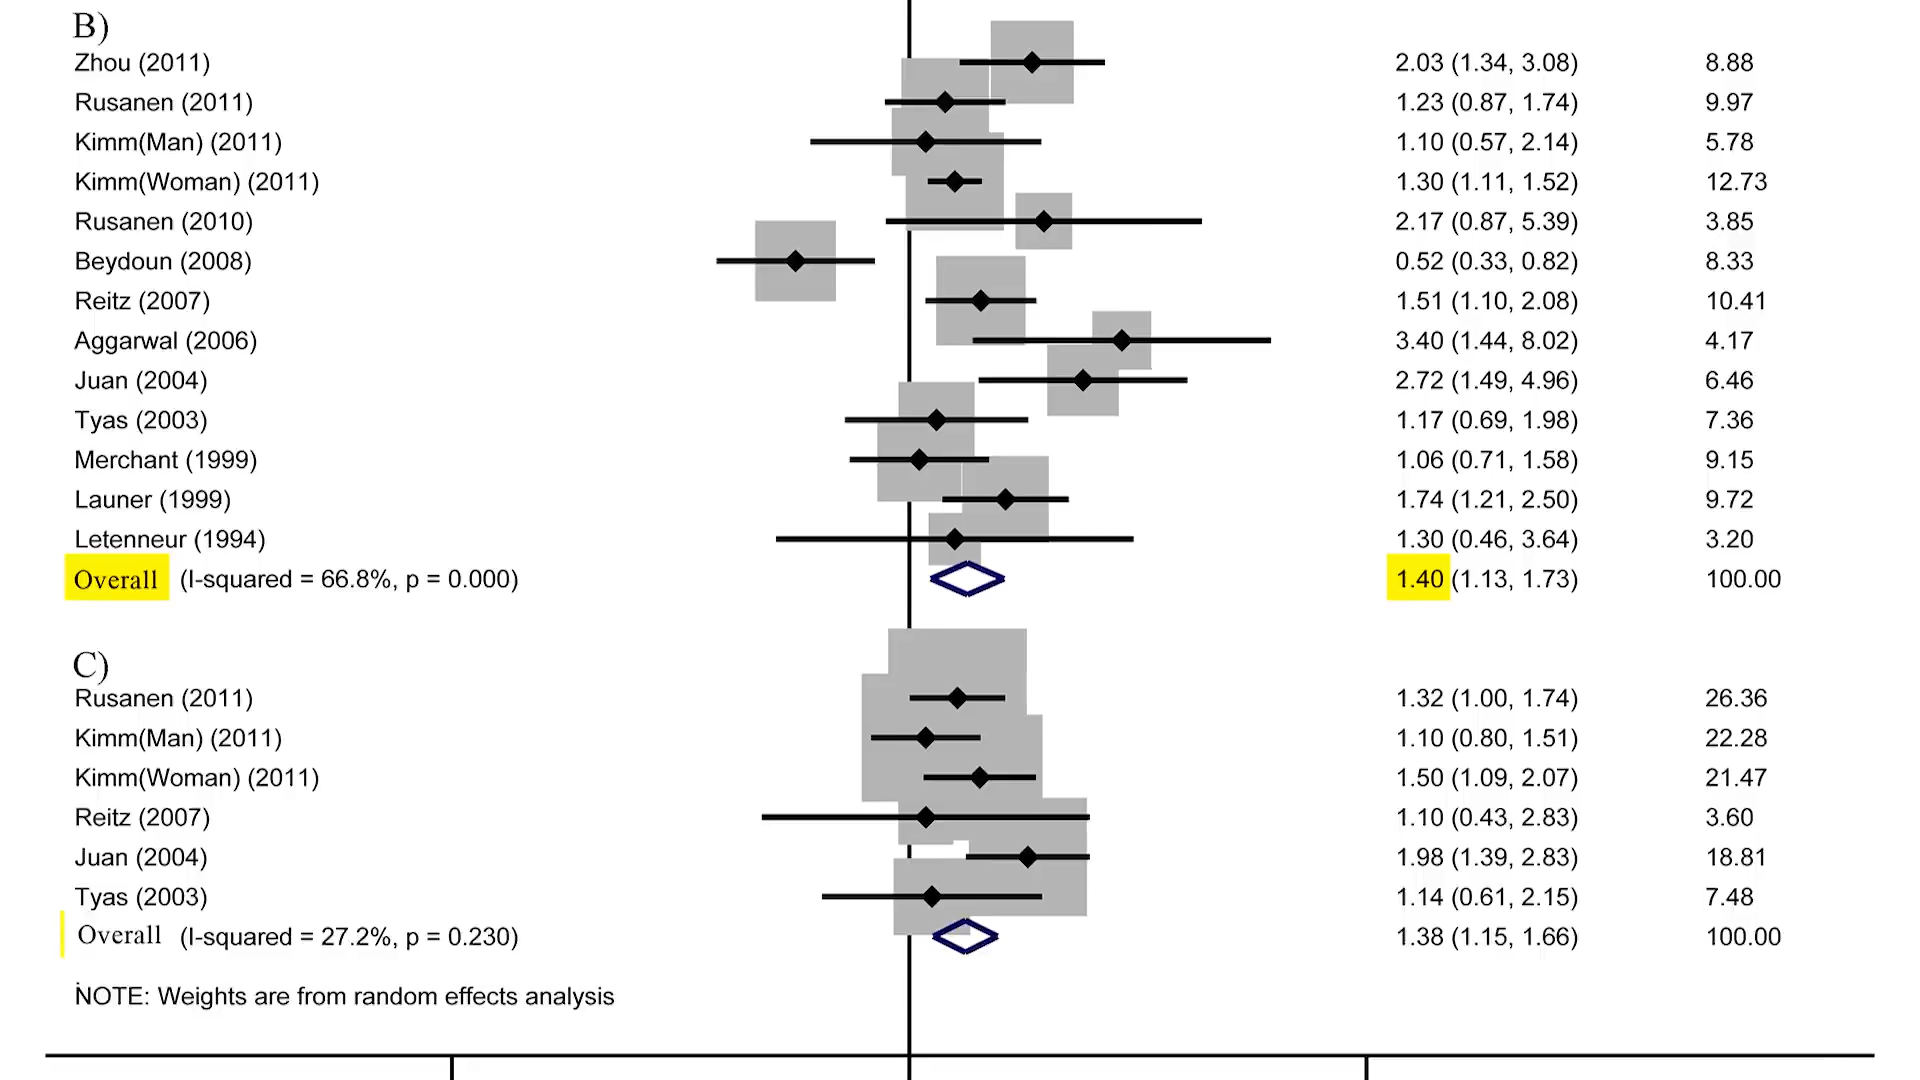 B)
Zhou (2011) 2.03 (1.34, 3.08) 8.88
Rusanen (2011) 1.23 (0.87, 1.74) 9.97
Kimm(Man) (2011) 1.10 (0.57, 2.14) 5.78
Kimm(Woman) (2011) 1.30 (1.11, 1.52) 12.73
Rusanen (2010) 2.17 (0.87, 5.39) 3.85
Beydoun (2008) 0.52 (0.33, 0.82) 8.33
Reitz (2007) 1.51 (1.10, 2.08) 10.41
Aggarwal (2006) 3.40 (1.44, 8.02) 4.17
Juan (2004) 2.72 (1.49, 4.96) 6.46
Tyas (2003) 1.17 (0.69, 1.98) 7.36
Merchant (1999) 1.06 (0.71, 1.58) 9.15
Launer (1999) 1.74 (1.21, 2.50) 9.72
Letenneur (1994) 1.30 (0.46, 3.64) 3.20
Overall (I-squared = 66.8%, p = 0.000) 1.40 (1.13, 1.73) 100.00
C)
Rusanen (2011) 1.32 (1.00, 1.74) 26.36
Kimm(Man) (2011) 1.10 (0.80, 1.51) 22.28
Kimm(Woman) (2011) 1.50 (1.09, 2.07) 21.47
Reitz (2007) 1.10 (0.43, 2.83) 3.60
Juan (2004) 1.98 (1.39, 2.83) 18.81
Tyas (2003) 1.14 (0.61, 2.15) 7.48
Overall (I-squared = 27.2%, p = 0.230) 1.38 (1.15, 1.66) 100.00
NOTE: Weights are from random effects analysis